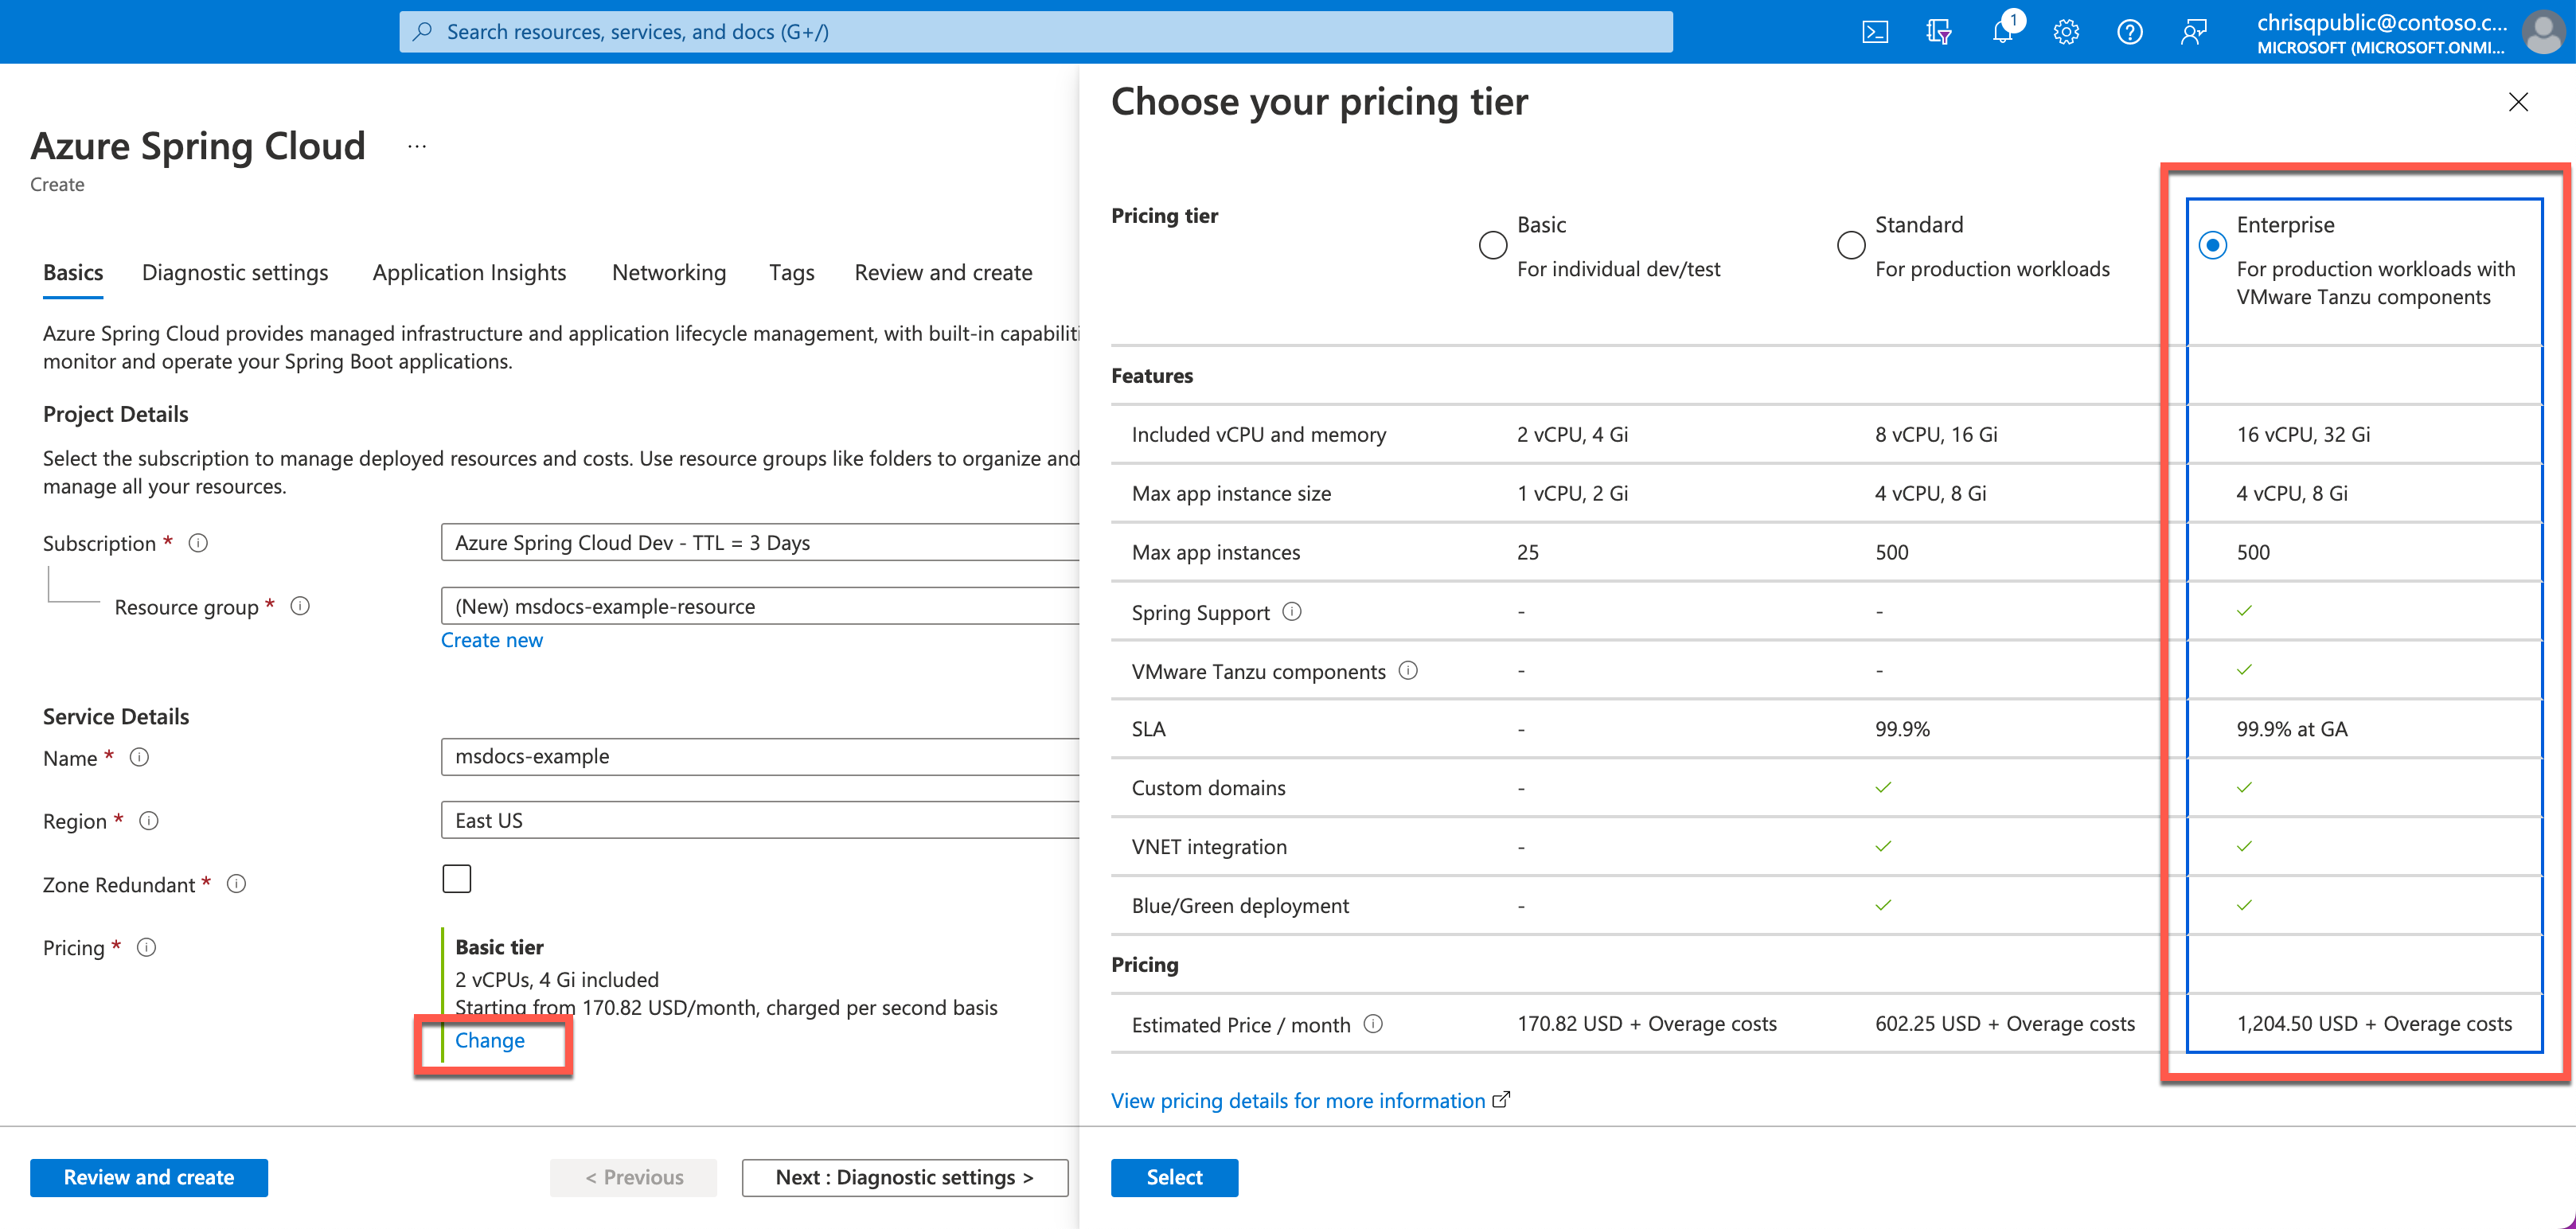 Search resources, services, and docs (G+/)
1
chrisqpublic@contoso.c...
MICROSOFT (MICROSOFT.ONMI...
Azure Spring Cloud
...
Create
Basics
Diagnostic settings
Application Insights
Networking
Tags
Review and create
Azure Spring Cloud provides managed infrastructure and application lifecycle management, with built-in capabiliti
monitor and operate your Spring Boot applications.
Project Details
Select the subscription to manage deployed resources and costs. Use resource groups like folders to organize and
manage all your resources.
Subscription *
Azure Spring Cloud Dev - TTL = 3 Days
Resource group *
(New) msdocs-example-resource
Create new
Service Details
Name *
msdocs-example
Region *
East US
Zone Redundant *
Pricing *
Basic tier
2 vCPUs, 4 Gi included
Starting from 170.82 USD/month, charged per second basis
Change
Review and create
< Previous
Next : Diagnostic settings >
Choose your pricing tier
Pricing tier
Basic
For individual dev/test
Standard
For production workloads
Enterprise
For production workloads with
VMware Tanzu components
Features
Included vCPU and memory
2 vCPU, 4 Gi
8 vCPU, 16 Gi
16 vCPU, 32 Gi
Max app instance size
1 vCPU, 2 Gi
4 vCPU, 8 Gi
4 vCPU, 8 Gi
Max app instances
25
500
500
Spring Support
-
-
VMware Tanzu components
-
-
SLA
-
99.9%
99.9% at GA
Custom domains
-
VNET integration
-
Blue/Green deployment
-
Pricing
Estimated Price / month
170.82 USD + Overage costs
602.25 USD + Overage costs
1,204.50 USD + Overage costs
View pricing details for more information
Select